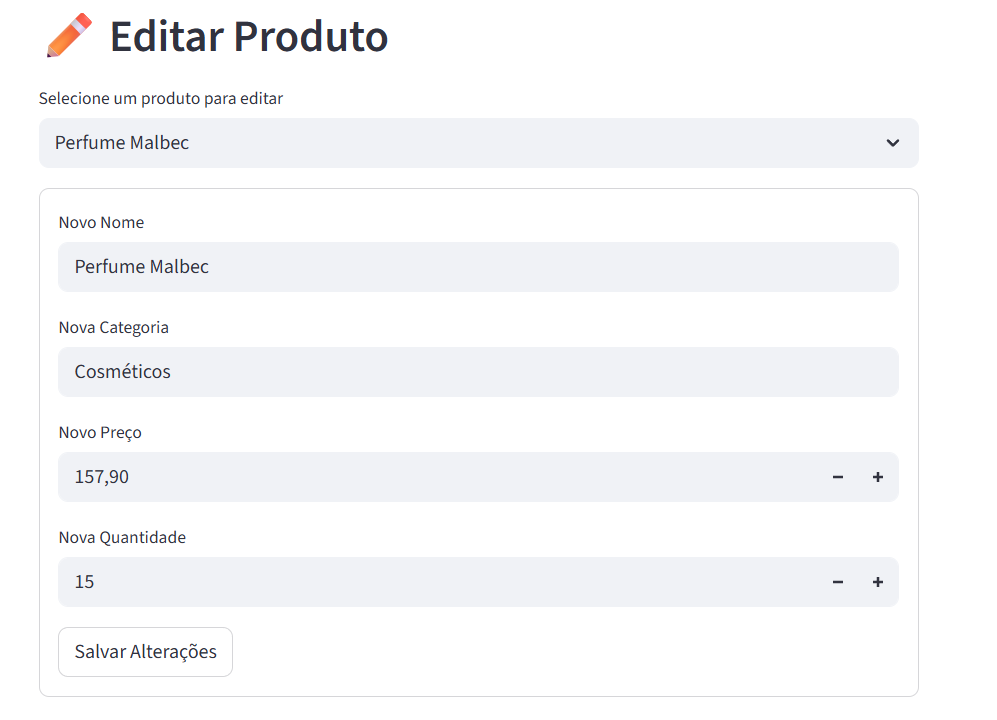 Editar Produto
Selecione um produto para editar
Perfume Malbec
Novo Nome
Perfume Malbec
Nova Categoria
Cosméticos
Novo Preço
157,90
Nova Quantidade
15
Salvar Alterações